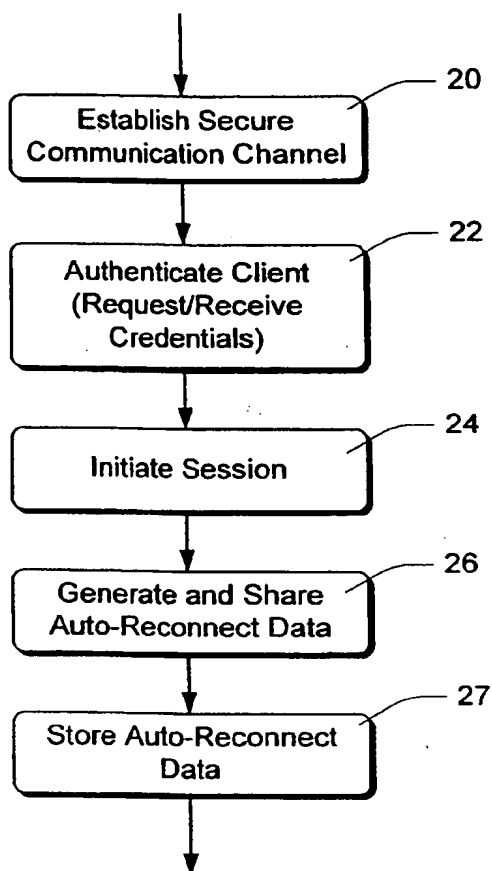 20
Establish Secure
Communication Channel
22
Authenticate Client
(Request/Receive
Credentials)
24
Initiate Session
26
Generate and Share
Auto-Reconnect Data
27
Store Auto-Reconnect
Data